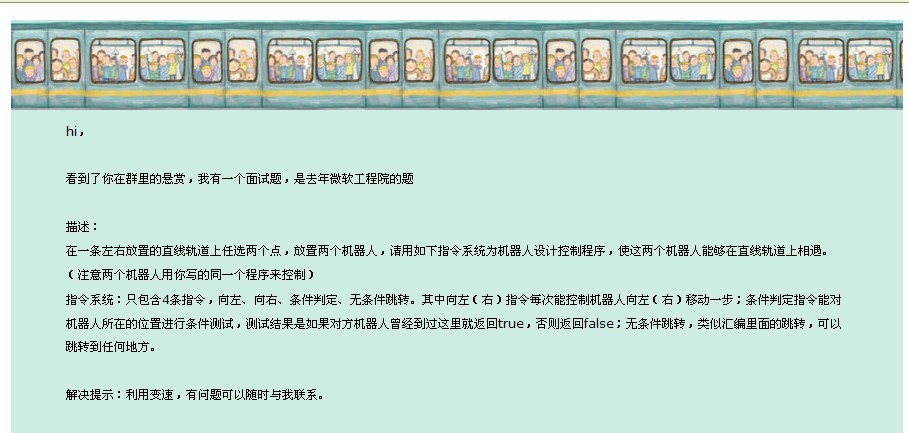 hi，
看到了你在群里的悬赏，我有一个面试题，是去年微软工程院的题
描述：
在一条左右放置的直线轨道上任选两个点，放置两个机器人，请用如下指令系统为机器人设计控制程序，使这两个机器人能够在直线轨道上相遇。
（注意两个机器人用你写的同一个程序来控制）
指令系统：只包含4条指令，向左、向右、条件判定、无条件跳转。其中向左（右）指令每次能控制机器人向左（右）移动一步；条件判定指令能对
机器人所在的位置进行条件测试，测试结果是如果对方机器人曾经到过这里就返回true，否则返回false；无条件跳转，类似汇编里面的跳转，可以
跳转到任何地方。
解决提示：利用变速，有问题可以随时与我联系。